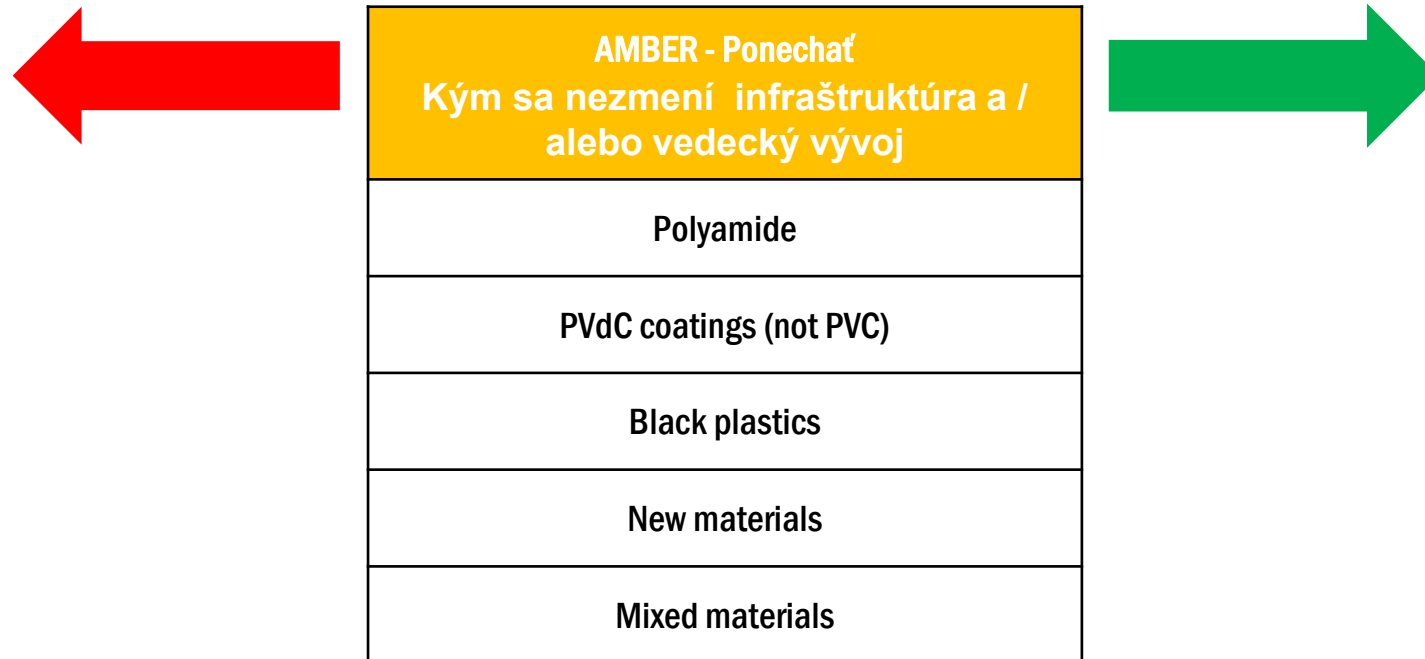 AMBER - Ponechať
Kým sa nezmení  infraštruktúra a /
alebo vedecký vývoj
Polyamide
PVdC coatings (not PVC)
Black plastics
New materials
Mixed materials